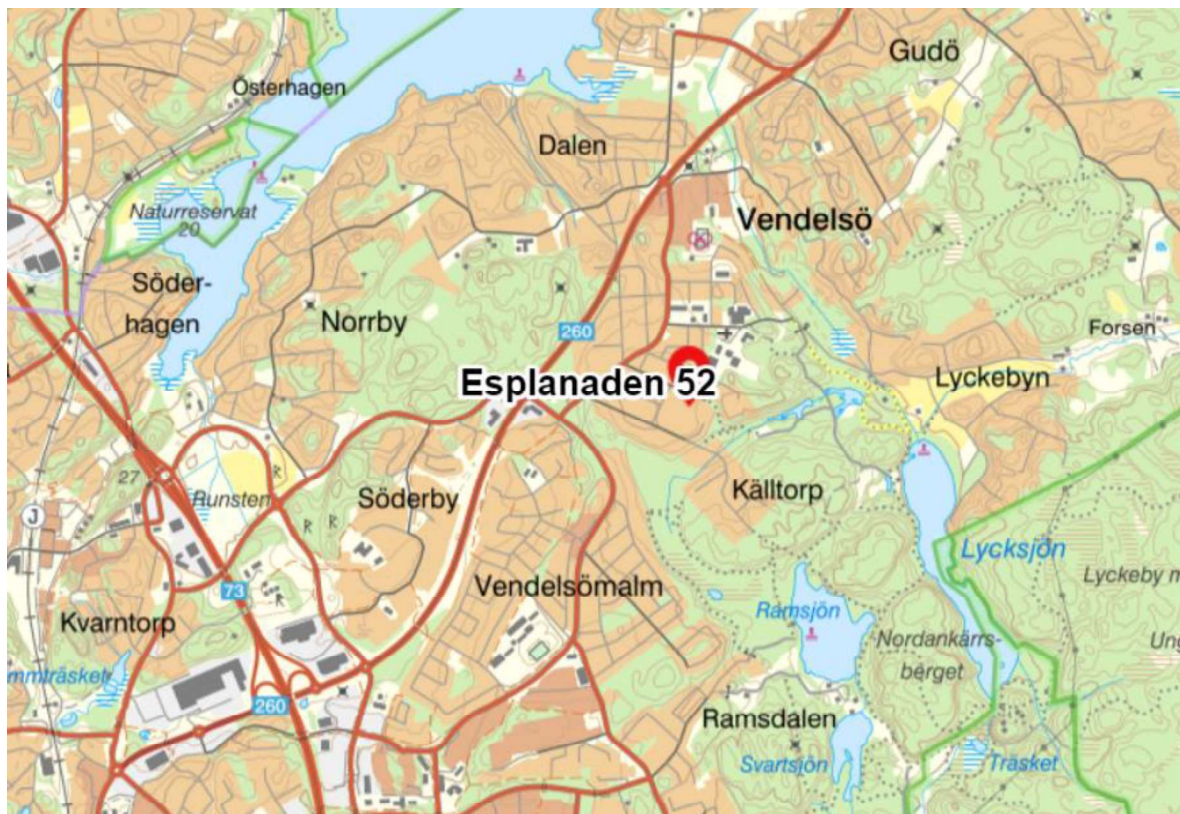 Gudö
Österhagen
Dalen
Naturreservat
20
Vendelsö
Söder-
hagen
Norrby
260
Forsen
Esplanaden 52
Lyckebyn
27
Runsten
R
Söderby
Källtorp
R
R
J
Lycksjön
Lyckeby m
73
Vendelsömalm
R
Kvarntorp
Ramsjön
Nordankärrs-
berget
Ung
mmträsket
260
Ramsdalen
Svartsjön
Träsket